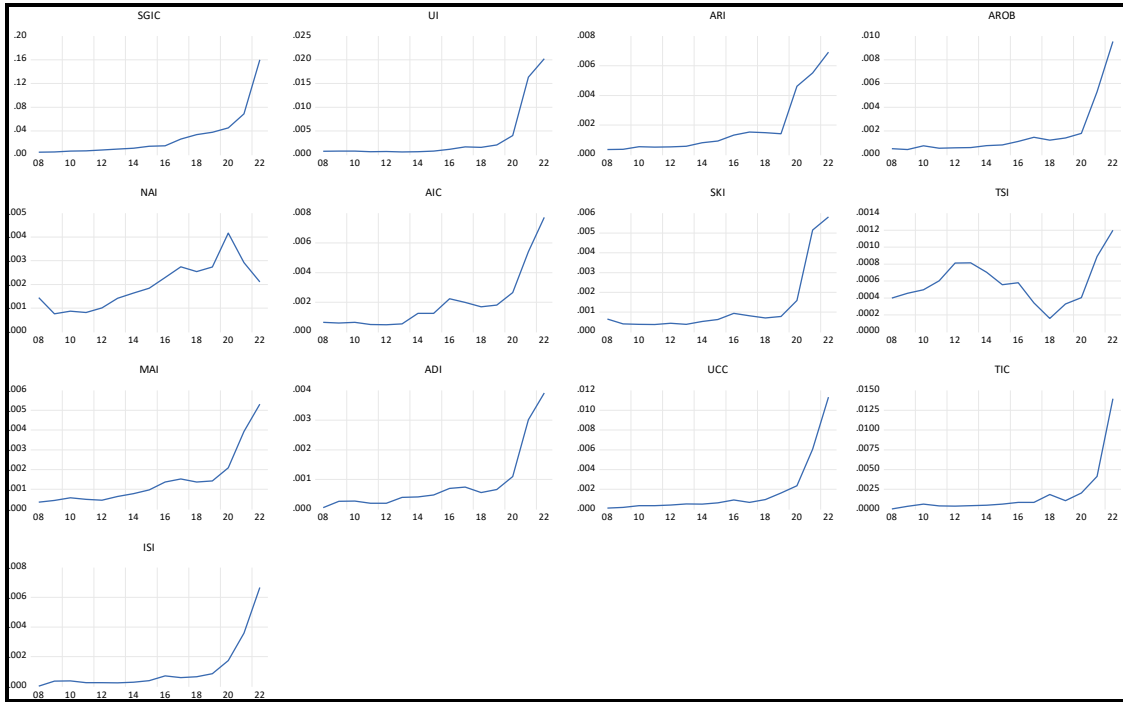 SGIC UI ARI AROB
.20 .025 .008 .010
.16 .020 .006 .008
.12 .015 .006
.004
.08 .010 .004
.002
.04 .005 .002
.00 .000 .000 .000
08 10 12 14 16 18 20 22 08 10 12 14 16 18 20 22 08 10 12 14 16 18 20 22 08 10 12 14 16 18 20 22
NAI AIC SKI TSI
.005 .008 .006 .0014
.004 .006 .005 .0012
.004 .0010
.003 .0008
.004 .003
.002 .0006
.002 .0004
.001 .002 .001 .0002
.000 .000 .000 .0000
08 10 12 14 16 18 20 22 08 10 12 14 16 18 20 22 08 10 12 14 16 18 20 22 08 10 12 14 16 18 20 22
MAI ADI UCC TIC
.006 .004 .012 .0150
.005 .010 .0125
.003
.004 .008 .0100
.003 .002 .006 .0075
.002 .004 .0050
.001
.001 .002 .0025
.000 .000 .000 .0000
08 10 12 14 16 18 20 22 08 10 12 14 16 18 20 22 08 10 12 14 16 18 20 22 08 10 12 14 16 18 20 22
ISI
.008
.006
.004
.002
.000
08 10 12 14 16 18 20 22